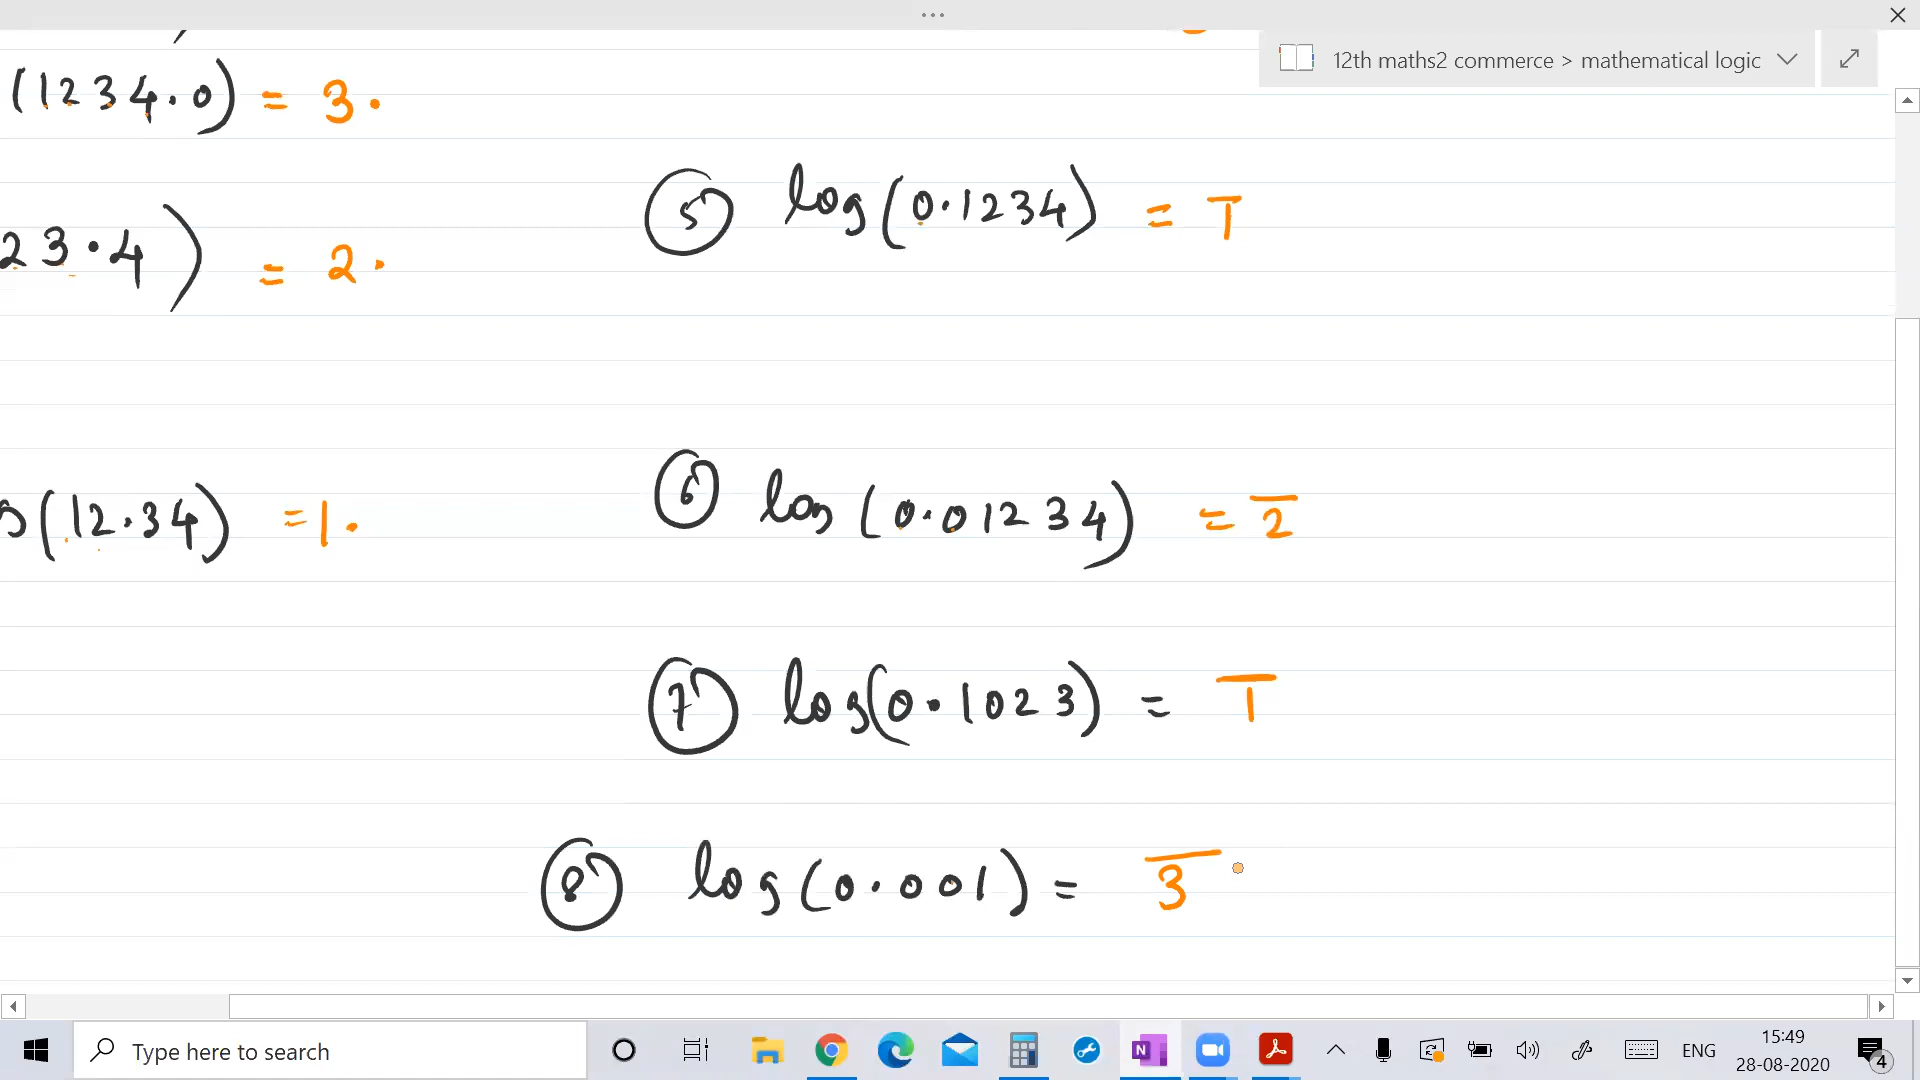 12th maths2 commerce > mathematical logic
(1234.0) = 3.
⑤ log(0.1234) = 1̅
23.4) = 2.
(12.34) = 1.
⑥ log(0.01234) = 2̅
⑦ log(0.1023) = 1̅
⑧ log(0.001) = 3̅
Type here to search
ENG
15:49
28-08-2020
4